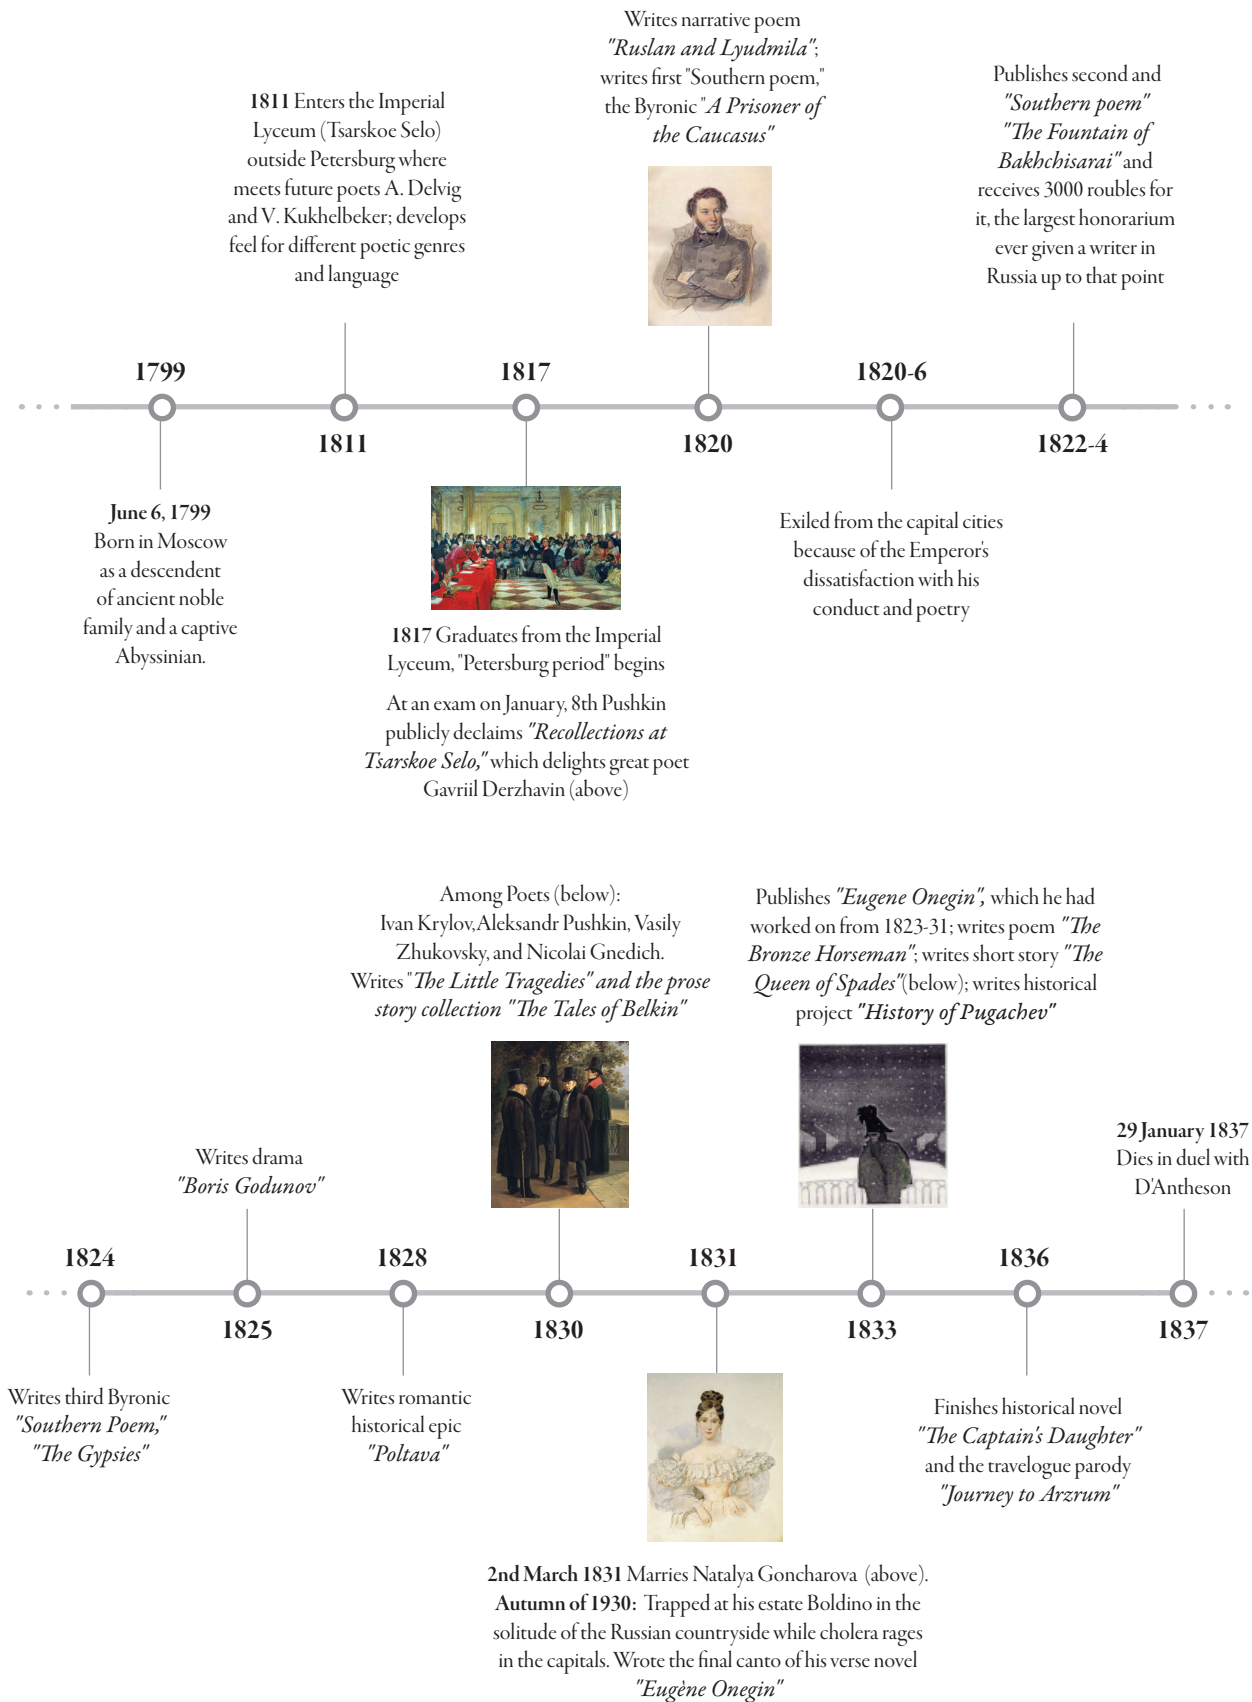 Writes narrative poem
"Ruslan and Lyudmila";
writes first "Southern poem,"
the Byronic "A Prisoner of
the Caucasus"
Publishes second and
"Southern poem"
"The Fountain of
Bakhchisarai" and
receives 3000 roubles for
it, the largest honorarium
ever given a writer in
Russia up to that point
1811 Enters the Imperial
Lyceum (Tsarskoe Selo)
outside Petersburg where
meets future poets A. Delvig
and V. Kukhelbeker; develops
feel for different poetic genres
and language
1799
1817
1820-6
1811
1820
1822-4
June 6, 1799
Born in Moscow
as a descendent
of ancient noble
family and a captive
Abyssinian.
1817 Graduates from the Imperial
Lyceum, "Petersburg period" begins
At an exam on January, 8th Pushkin
publicly declaims "Recollections at
Tsarskoe Selo," which delights great poet
Gavriil Derzhavin (above)
Exiled from the capital cities
because of the Emperor's
dissatisfaction with his
conduct and poetry
Among Poets (below):
Ivan Krylov,Aleksandr Pushkin, Vasily
Zhukovsky, and Nicolai Gnedich.
Writes "The Little Tragedies" and the prose
story collection "The Tales of Belkin"
Publishes "Eugene Onegin", which he had
worked on from 1823-31; writes poem "The
Bronze Horseman"; writes short story "The
Queen of Spades"(below); writes historical
project "History of Pugachev"
Writes drama
"Boris Godunov"
29 January 1837
Dies in duel with
D'Antheson
1824
1828
1831
1836
1825
1830
1833
1837
Writes third Byronic
"Southern Poem,"
"The Gypsies"
Writes romantic
historical epic
"Poltava"
Finishes historical novel
"The Captain's Daughter"
and the travelogue parody
"Journey to Arzrum"
2nd March 1831 Marries Natalya Goncharova (above).
Autumn of 1930: Trapped at his estate Boldino in the
solitude of the Russian countryside while cholera rages
in the capitals. Wrote the final canto of his verse novel
"Eugène Onegin"